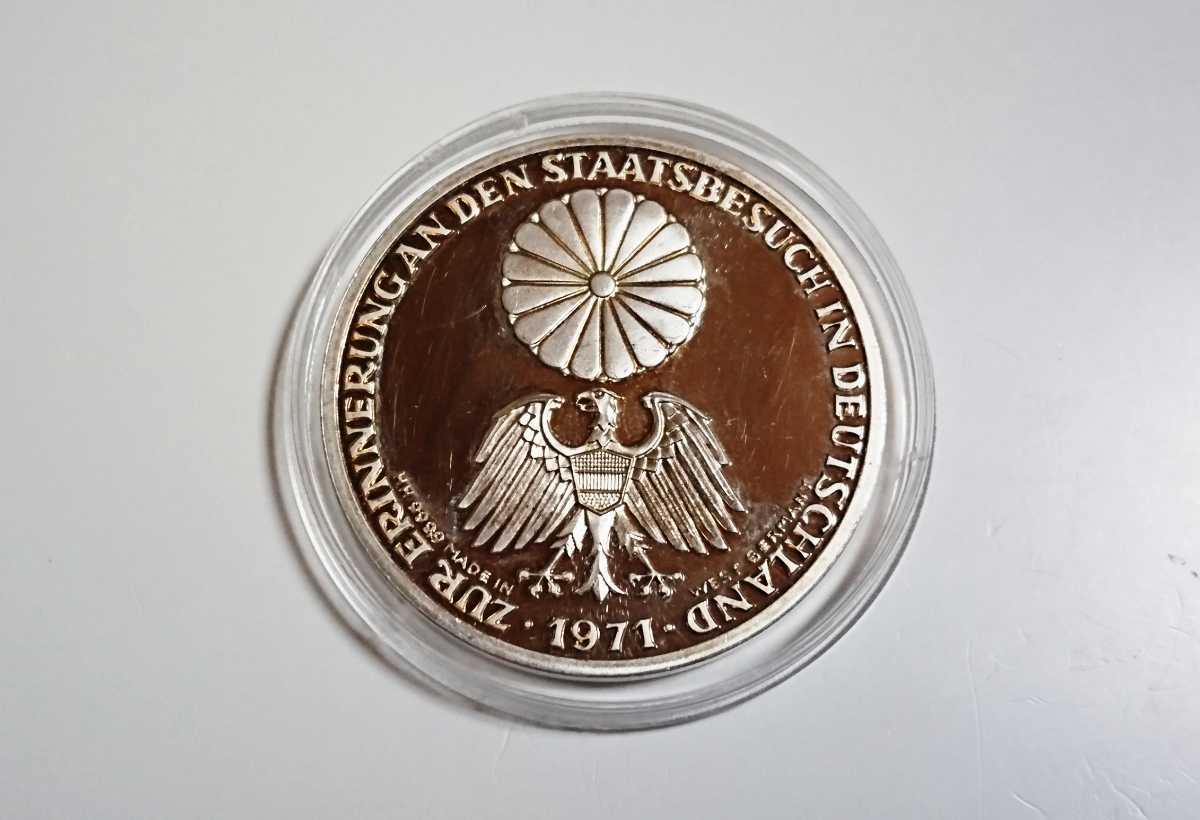 ZUR ERINNERUNG AN DEN STAATSBESUCH IN DEUTSCHLAND
· 1971 ·
MADE IN
WEST GERMANY